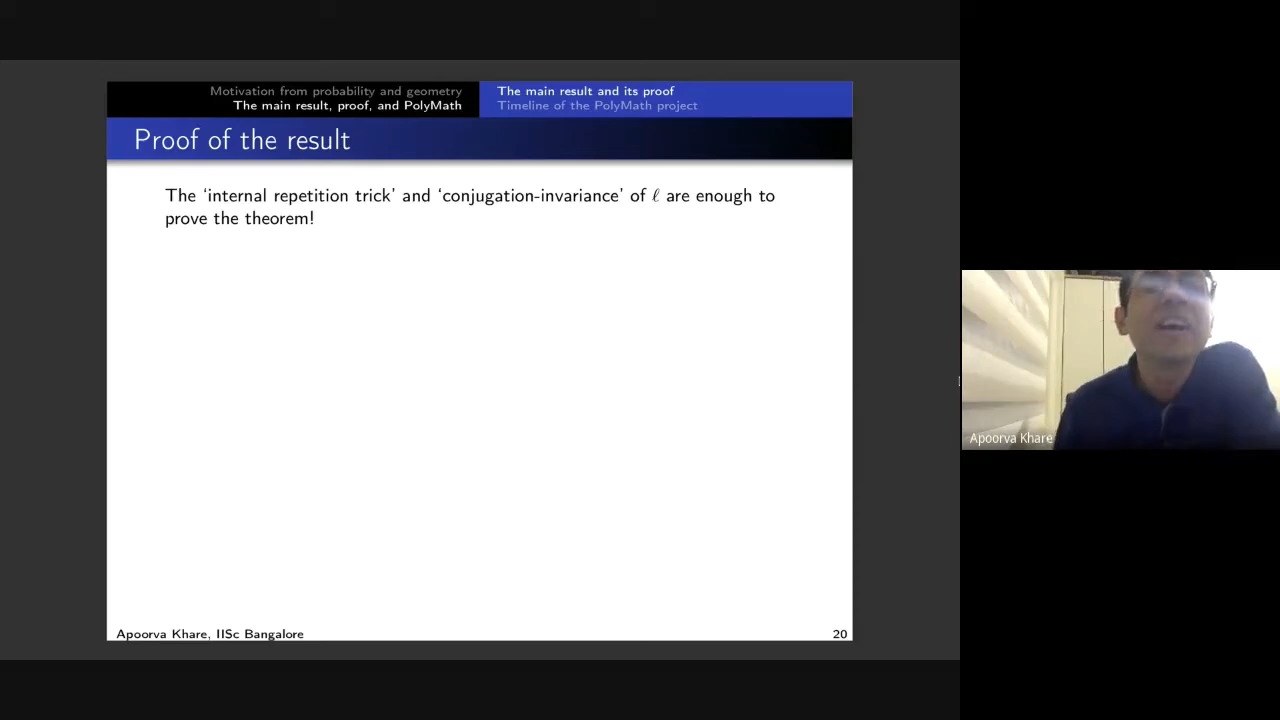 Motivation from probability and geometry
The main result, proof, and PolyMath
The main result and its proof
Timeline of the PolyMath project
Proof of the result
The ‘internal repetition trick’ and ‘conjugation-invariance’ of ℓ are enough to
prove the theorem!
Apoorva Khare, IISc Bangalore
20
Apoorva Khare